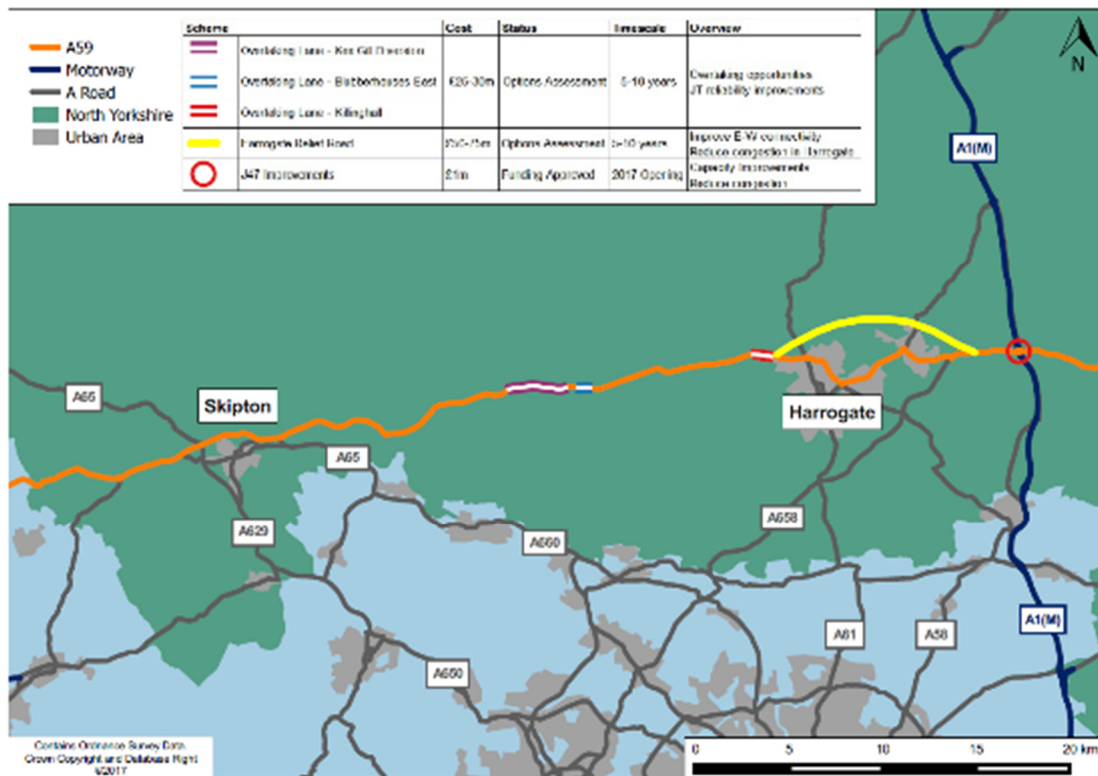 A59
Motorway
A Road
North Yorkshire
Urban Area
Scheme Cost Status Timescale Overview
Overtaking Lane - Kex Gill Diversion
Overtaking Lane - Blubberhouses East £25-30m Options Assessment 5-10 years Overtaking opportunities
JT reliability improvements
Overtaking Lane - Killinghall
Harrogate Relief Road £50-75m Options Assessment 5-10 years Improve E-W connectivity
Reduce congestion in Harrogate
J47 Improvements £1m Funding Approved 2017 Opening Capacity Improvements
Reduce congestion
N
A1(M)
A65
Skipton
Harrogate
A65
A629
A660
A658
A1(M)
A61
A58
A650
Contains Ordnance Survey Data.
Crown Copyright and Database Right
©2017
0 5 10 15 20 km